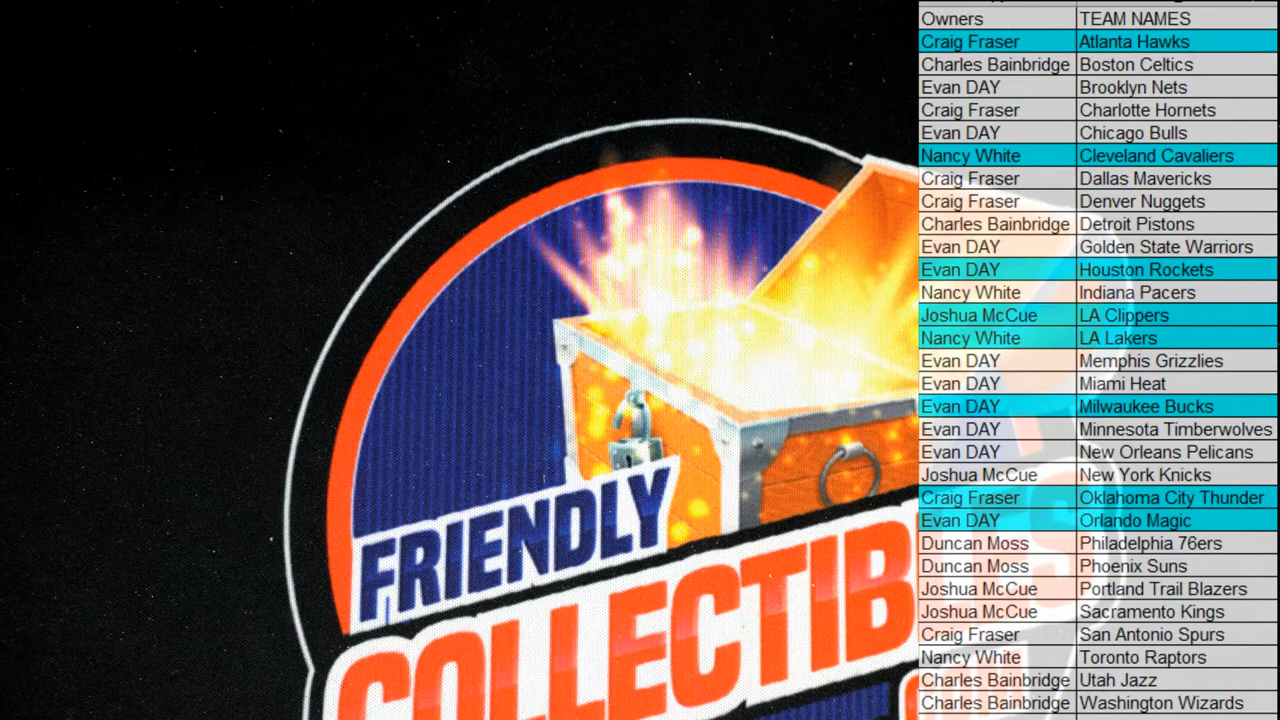 Owners TEAM NAMES
Craig Fraser Atlanta Hawks
Charles Bainbridge Boston Celtics
Evan DAY Brooklyn Nets
Craig Fraser Charlotte Hornets
Evan DAY Chicago Bulls
Nancy White Cleveland Cavaliers
Craig Fraser Dallas Mavericks
Craig Fraser Denver Nuggets
Charles Bainbridge Detroit Pistons
Evan DAY Golden State Warriors
Evan DAY Houston Rockets
Nancy White Indiana Pacers
Joshua McCue LA Clippers
Nancy White LA Lakers
Evan DAY Memphis Grizzlies
Evan DAY Miami Heat
Evan DAY Milwaukee Bucks
Evan DAY Minnesota Timberwolves
Evan DAY New Orleans Pelicans
Joshua McCue New York Knicks
Craig Fraser Oklahoma City Thunder
Evan DAY Orlando Magic
Duncan Moss Philadelphia 76ers
Duncan Moss Phoenix Suns
Joshua McCue Portland Trail Blazers
Joshua McCue Sacramento Kings
Craig Fraser San Antonio Spurs
Nancy White Toronto Raptors
Charles Bainbridge Utah Jazz
Charles Bainbridge Washington Wizards
FRIENDLY
COLLECTIBLES